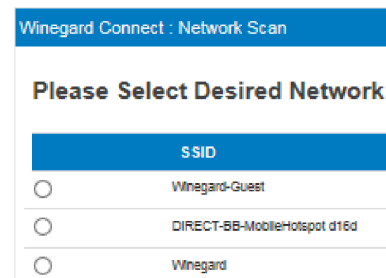 Winegard Connect : Network Scan
Please Select Desired Network
SSID
Winegard-Guest
DIRECT-BB-MobileHotspot d16d
Winegard